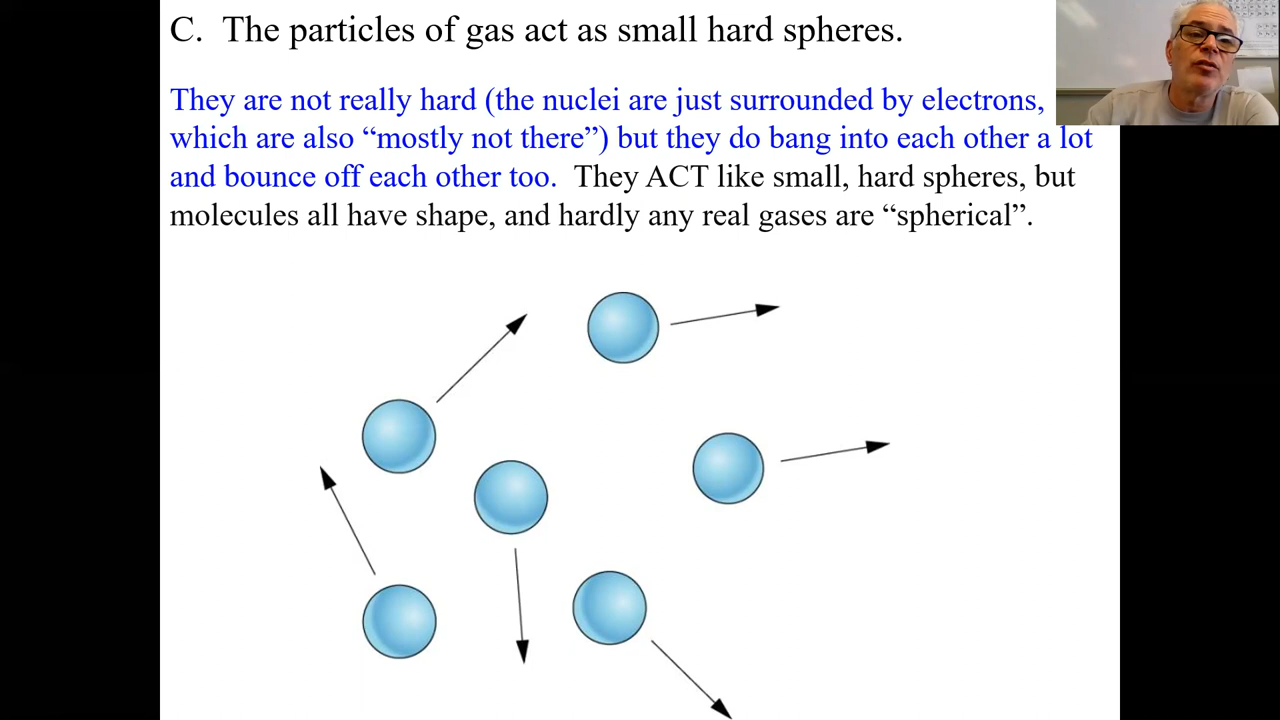 C.  The particles of gas act as small hard spheres.
They are not really hard (the nuclei are just surrounded by electrons,
which are also “mostly not there”) but they do bang into each other a lot
and bounce off each other too.  They ACT like small, hard spheres, but
molecules all have shape, and hardly any real gases are “spherical”.